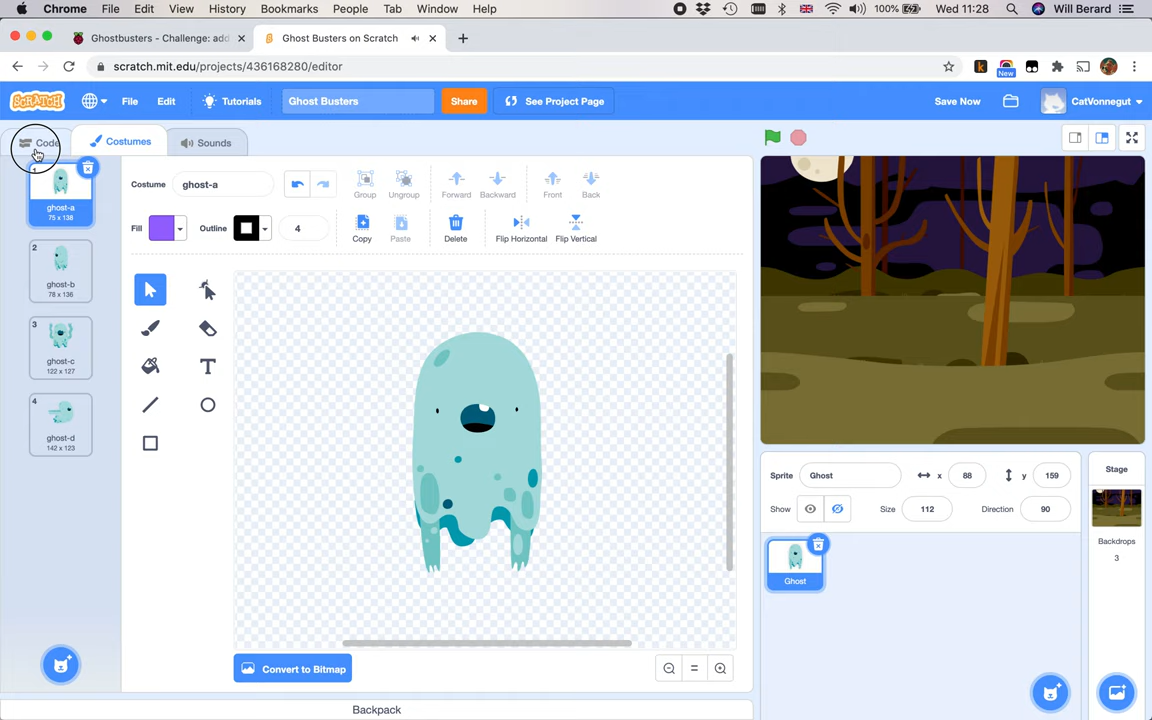 Chrome File Edit View History Bookmarks People Tab Window Help 100% Wed 11:28 Will Berard
Ghostbusters - Challenge: add Ghost Busters on Scratch
scratch.mit.edu/projects/436168280/editor
New
SCRATCH File Edit Tutorials Ghost Busters Share See Project Page Save Now CatVonnegut
Code Costumes Sounds
1
ghost-a
75 x 138
2
ghost-b
78 x 136
3
ghost-c
122 x 127
4
ghost-d
142 x 123
Costume ghost-a Group Ungroup Forward Backward Front Back
Fill Outline 4 Copy Paste Delete Flip Horizontal Flip Vertical
Convert to Bitmap
Backpack
Sprite Ghost x 88 y 159
Show Size 112 Direction 90
Ghost
Stage
Backdrops
3